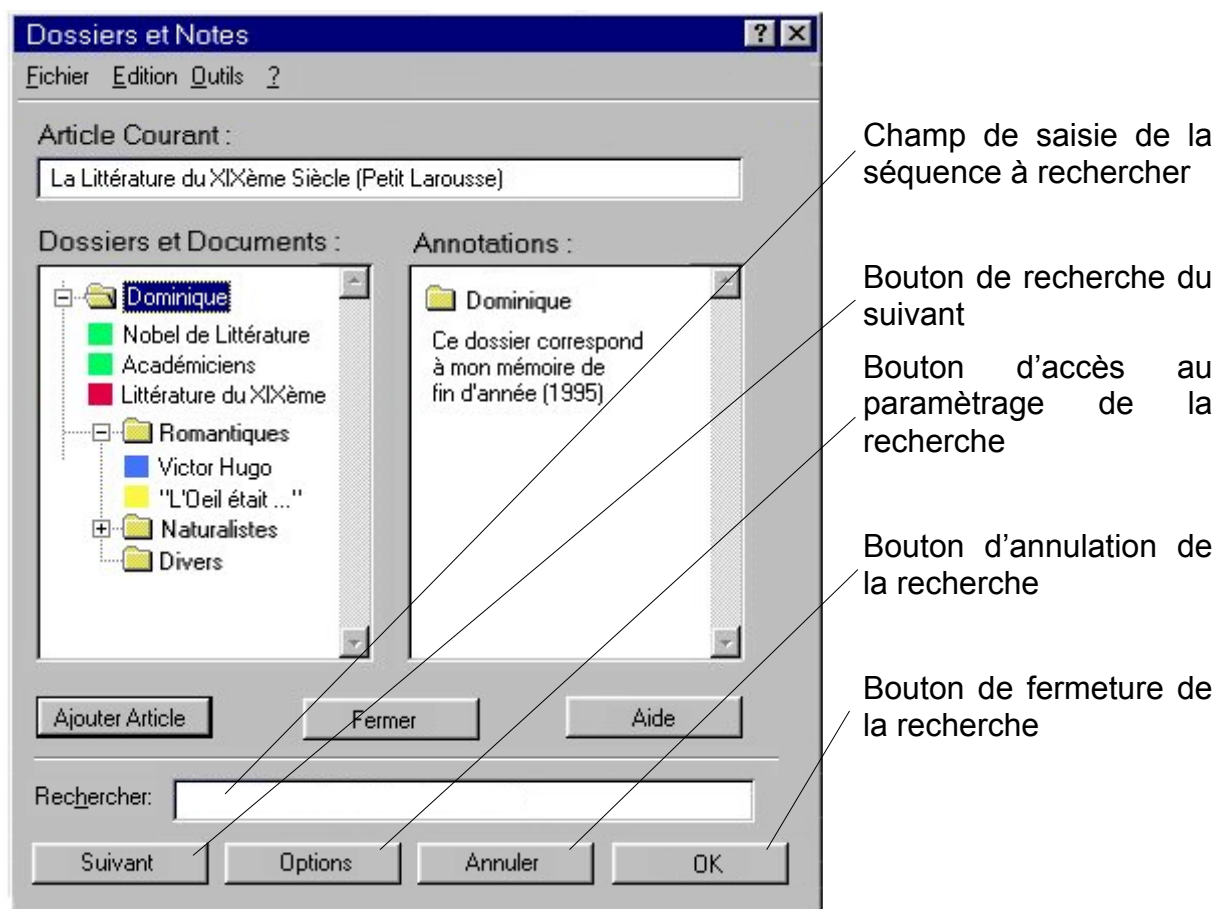 Dossiers et Notes
Fichier Edition Outils ?
Article Courant :
La Littérature du XIXème Siècle (Petit Larousse)
Dossiers et Documents :
Dominique
Nobel de Littérature
Académiciens
Littérature du XIXème
Romantiques
Victor Hugo
"L'Oeil était ..."
Naturalistes
Divers
Annotations :
Dominique
Ce dossier correspond
à mon mémoire de
fin d'année (1995)
Ajouter Article
Fermer
Aide
Rechercher:
Suivant
Options
Annuler
OK
Champ de saisie de la
séquence à rechercher
Bouton de recherche du
suivant
Bouton d'accès au
paramètrage de la
recherche
Bouton d'annulation de
la recherche
Bouton de fermeture de
la recherche